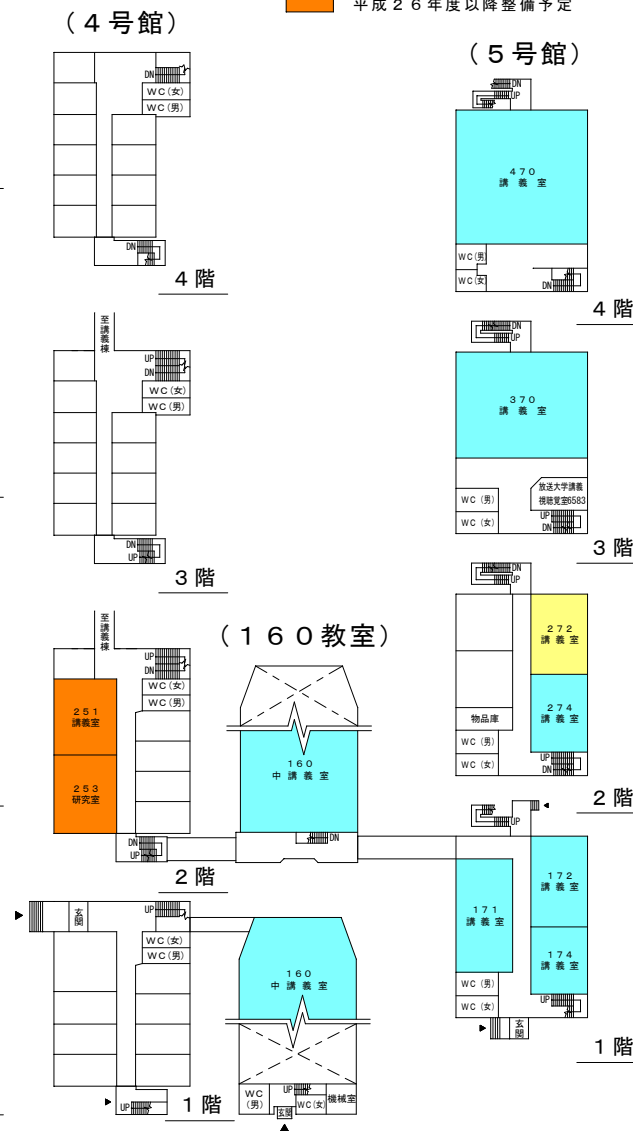 平成２６年度以降整備予定
（４号館）
DN
ＷＣ(女)
ＷＣ(男)
DN
４階
至講義棟
UP
DN
ＷＣ(女)
ＷＣ(男)
DN
UP
３階
至講義棟
UP
DN
ＷＣ(女)
ＷＣ(男)
２５１
講義室
２５３
研究室
DN
UP
２階
玄関
UP
ＷＣ(女)
ＷＣ(男)
UP
１階
（１６０教室）
１６０
中講義室
DN
１６０
中講義室
ＷＣ
(男)
UP
ＷＣ(女)
機械室
玄関
（５号館）
DN
UP
４７０
講義室
ＷＣ(男)
ＷＣ(女)
DN
４階
DN
UP
３７０
講義室
放送大学講義
視聴覚室6583
ＷＣ(男)
ＷＣ(女)
UP
DN
３階
DN
UP
２７２
講義室
２７４
講義室
物品庫
ＷＣ(男)
ＷＣ(女)
UP
DN
２階
UP
１７１
講義室
１７２
講義室
１７４
講義室
ＷＣ(男)
ＷＣ(女)
UP
玄関
１階